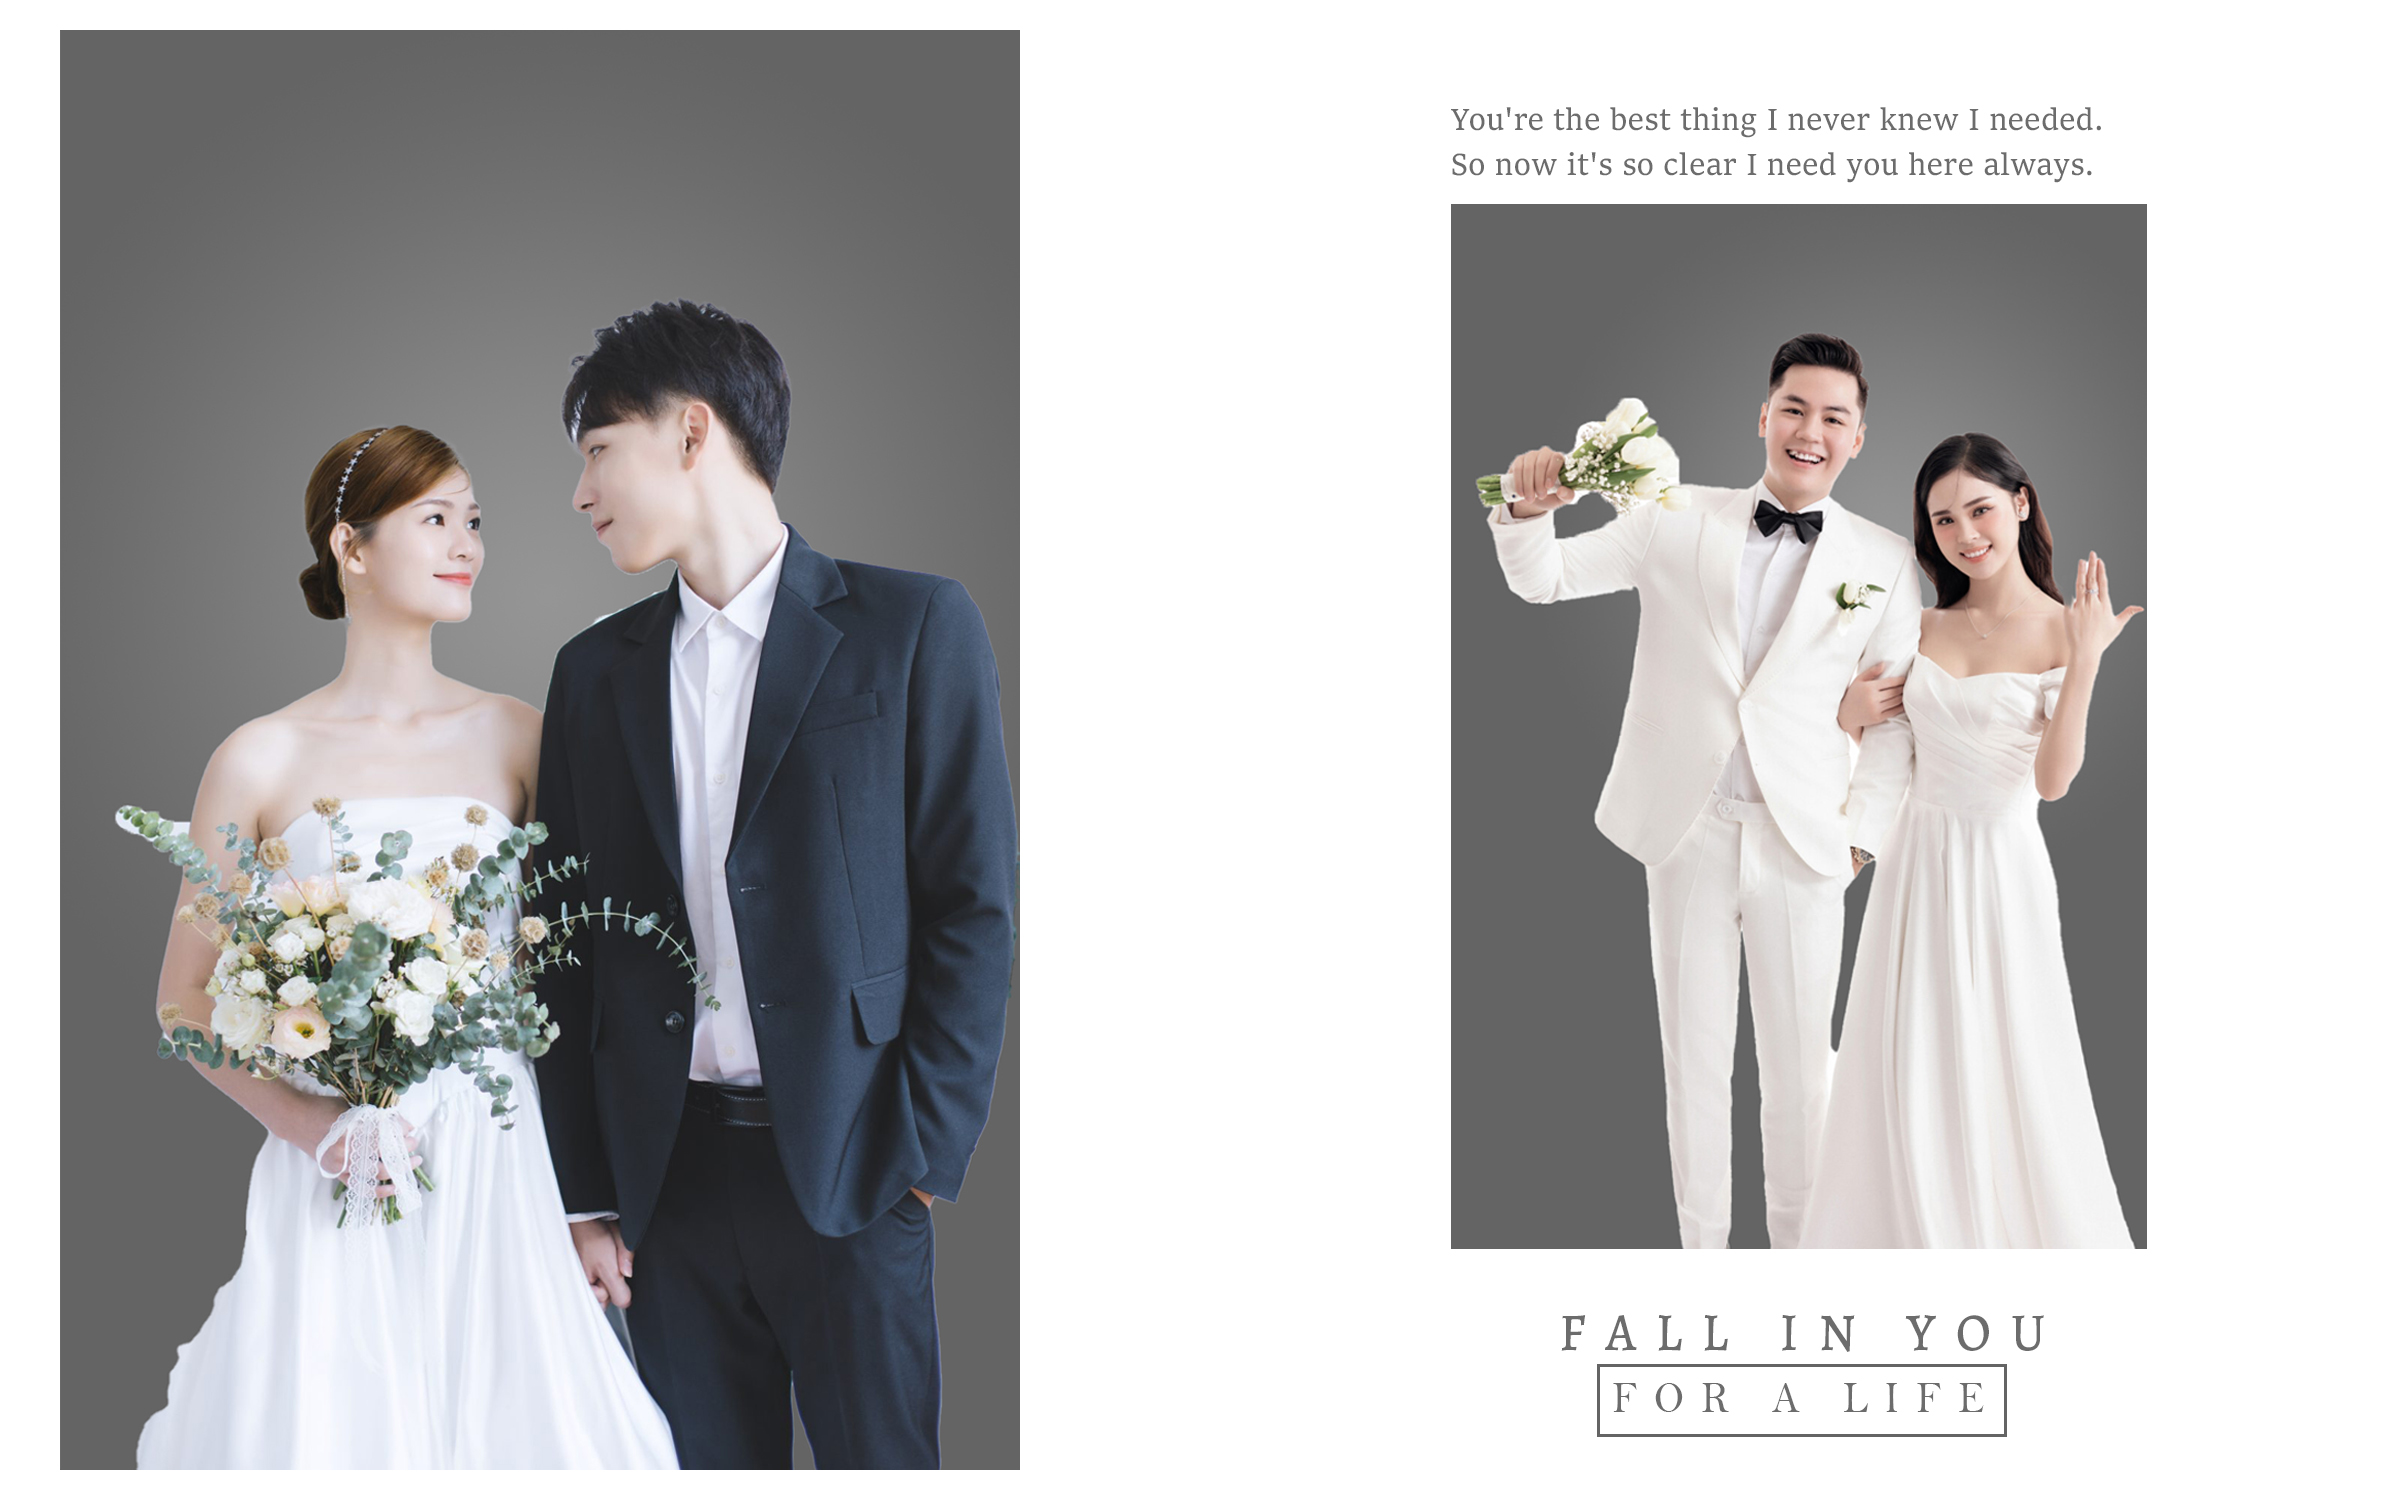 You're the best thing I never knew I needed.
So now it's so clear I need you here always.
FALL IN YOU
FOR A LIFE